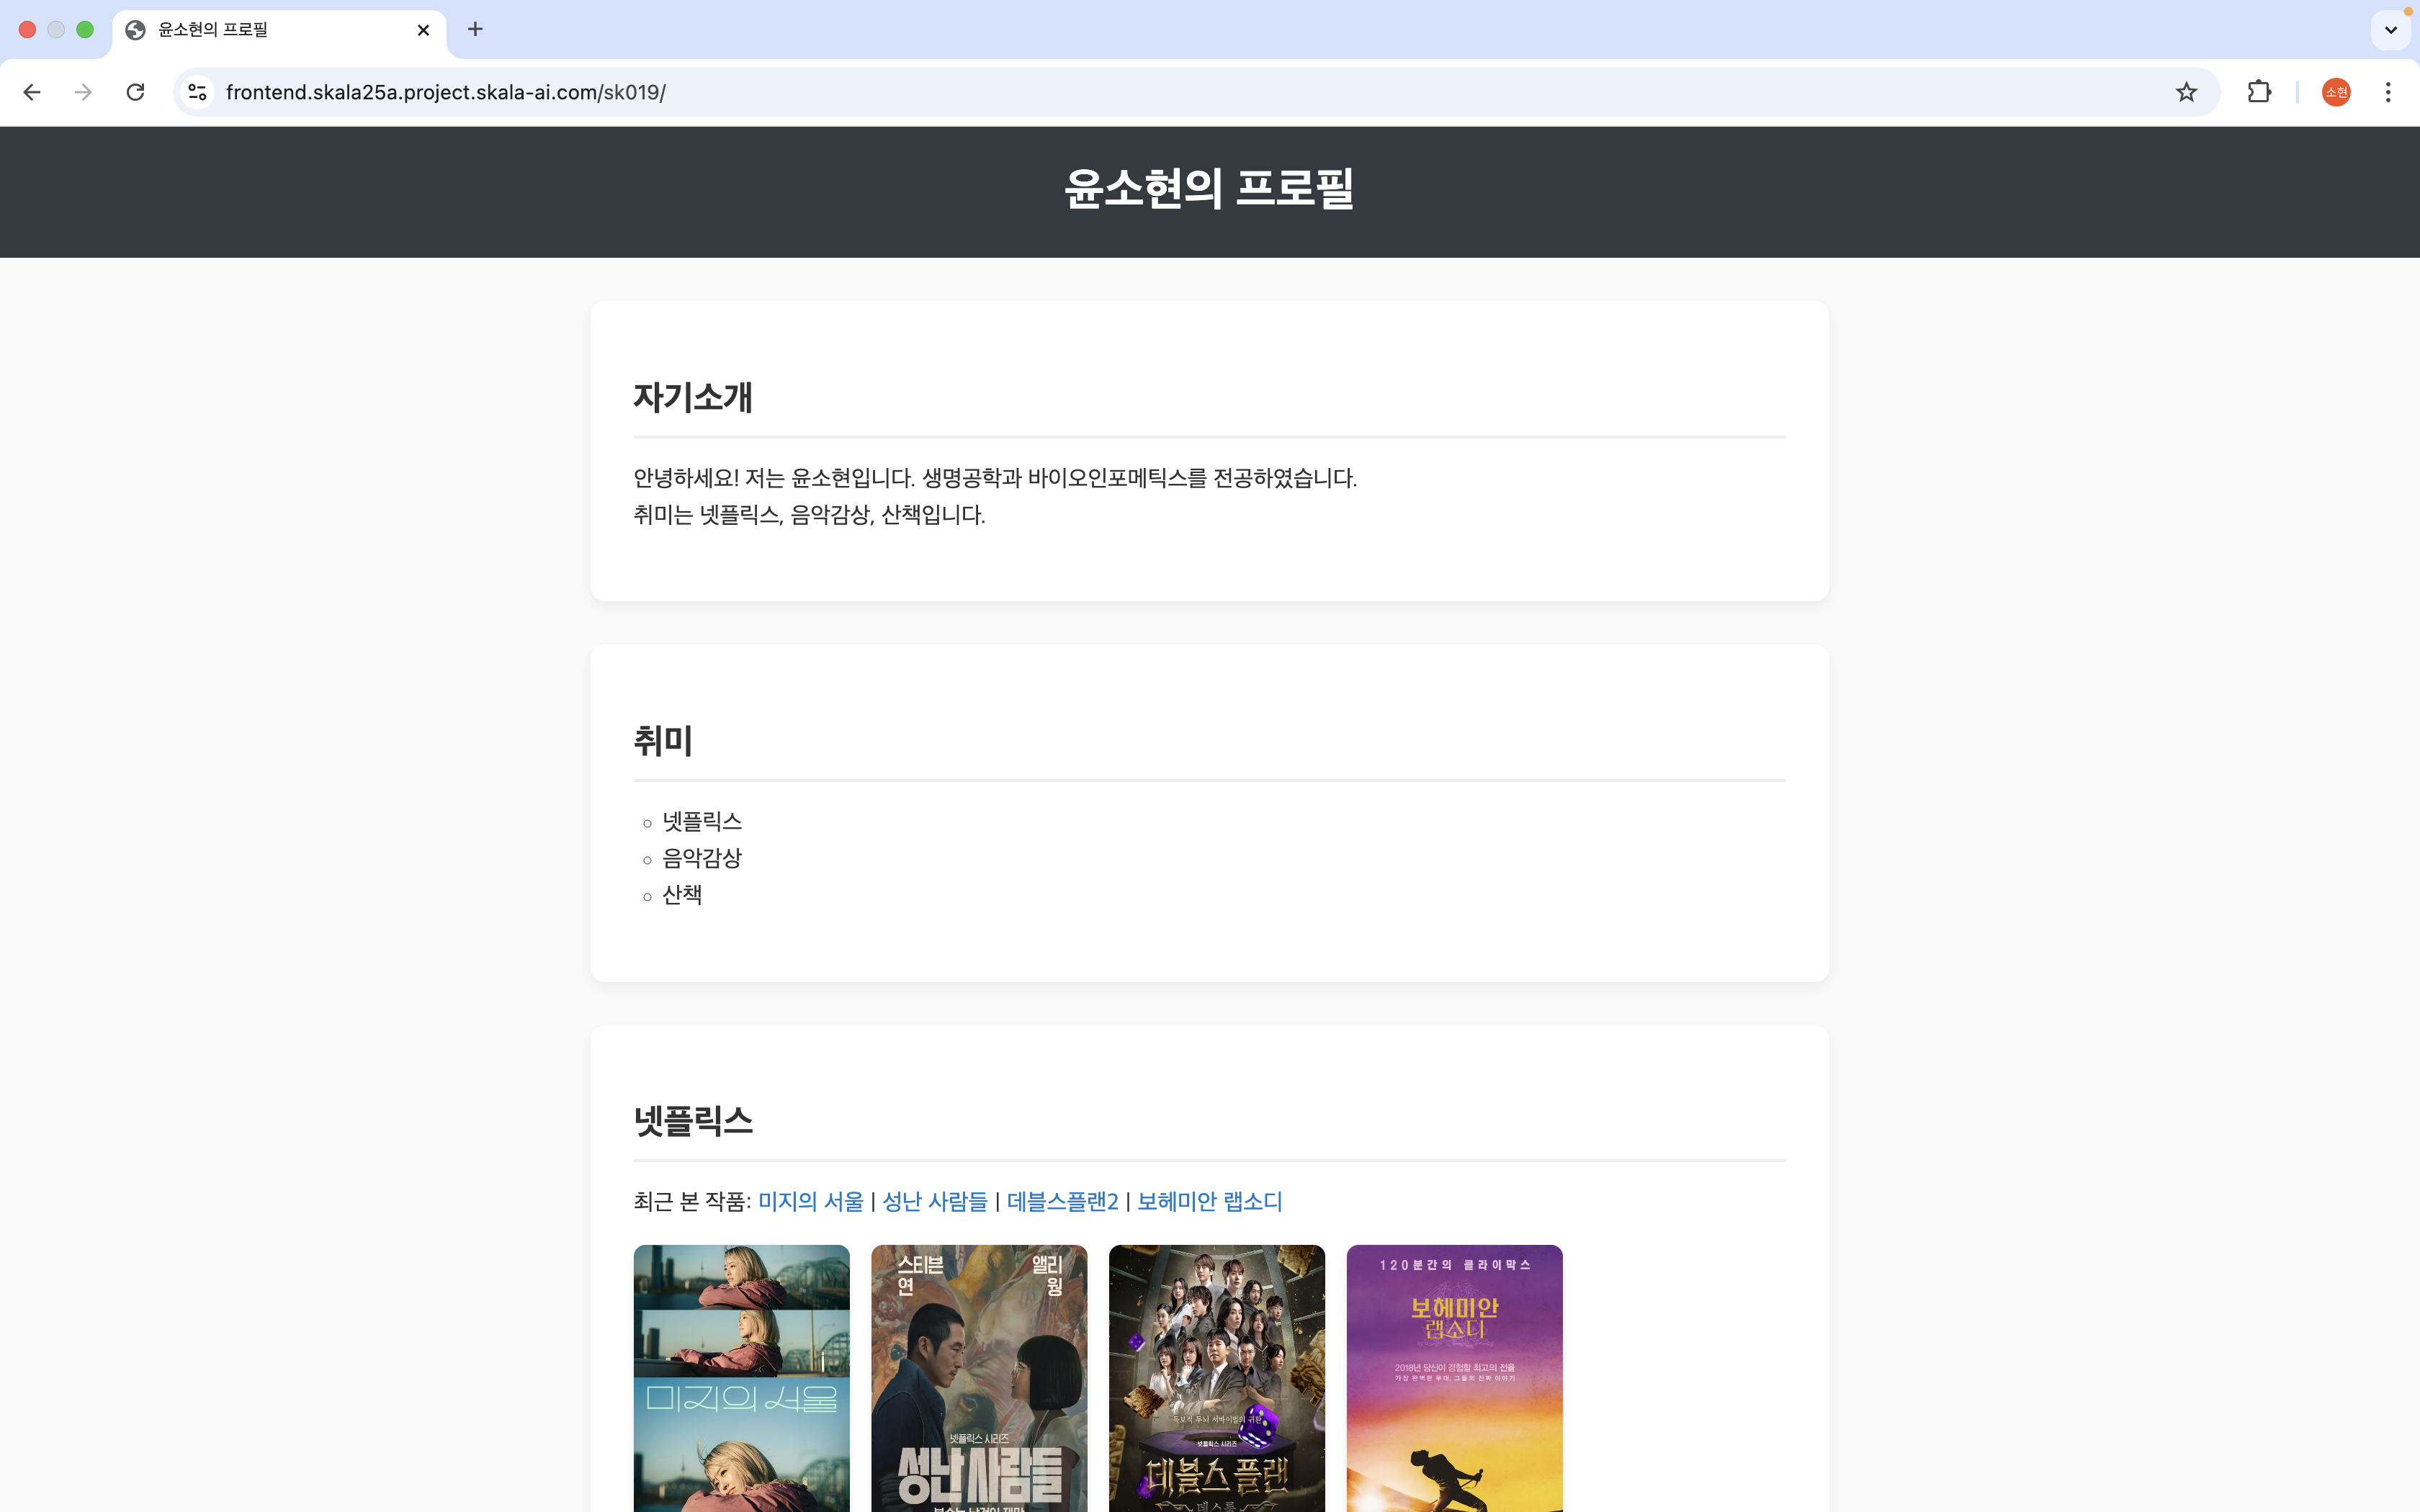 윤소현의 프로필
frontend.skala25a.project.skala-ai.com/sk019/
소현
윤소현의 프로필
자기소개
안녕하세요! 저는 윤소현입니다. 생명공학과 바이오인포메틱스를 전공하였습니다.
취미는 넷플릭스, 음악감상, 산책입니다.
취미
넷플릭스
음악감상
산책
넷플릭스
최근 본 작품: 미지의 서울 | 성난 사람들 | 데블스플랜2 | 보헤미안 랩소디
미지의 서울
스티븐 연
앨리 웡
넷플릭스 시리즈
성난 사람들
넷플릭스 시리즈
데블스 플랜
데스룸
120분간의 클라이막스
보헤미안
랩소디
2018년 당신이 경험할 최고의 전율